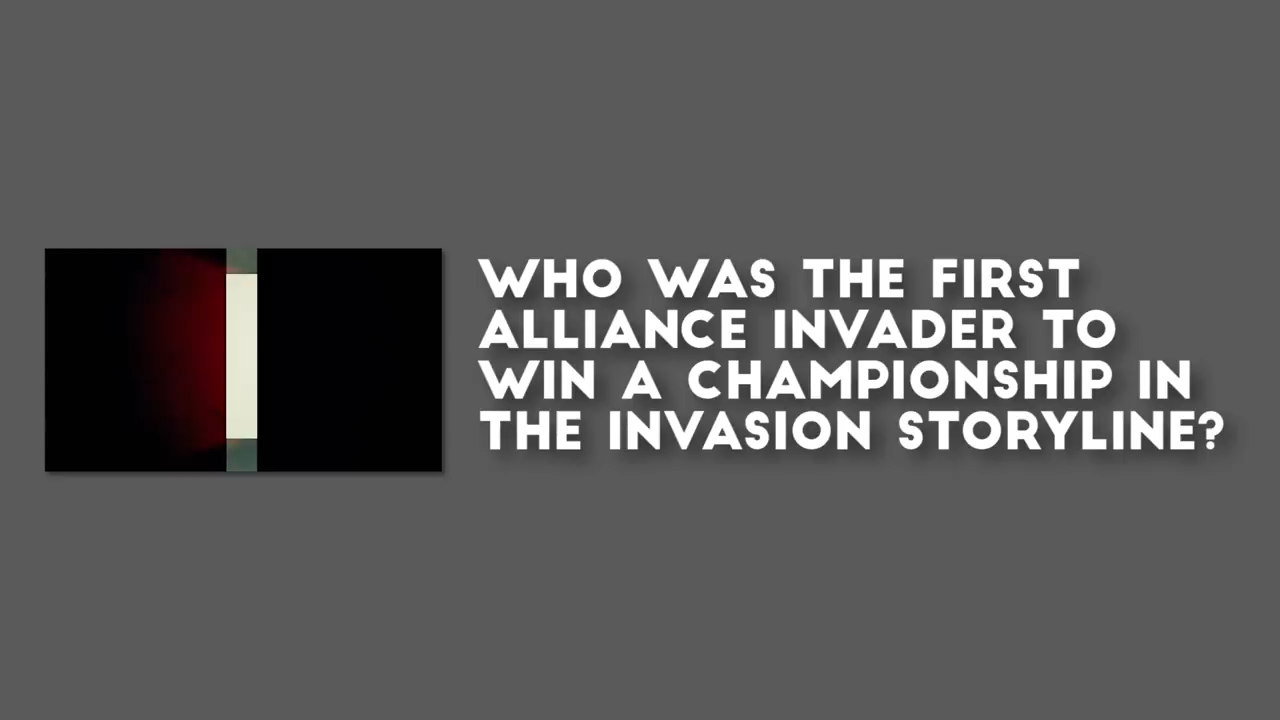 WHO WAS THE FIRST
ALLIANCE INVADER TO
WIN A CHAMPIONSHIP IN
THE INVASION STORYLINE?